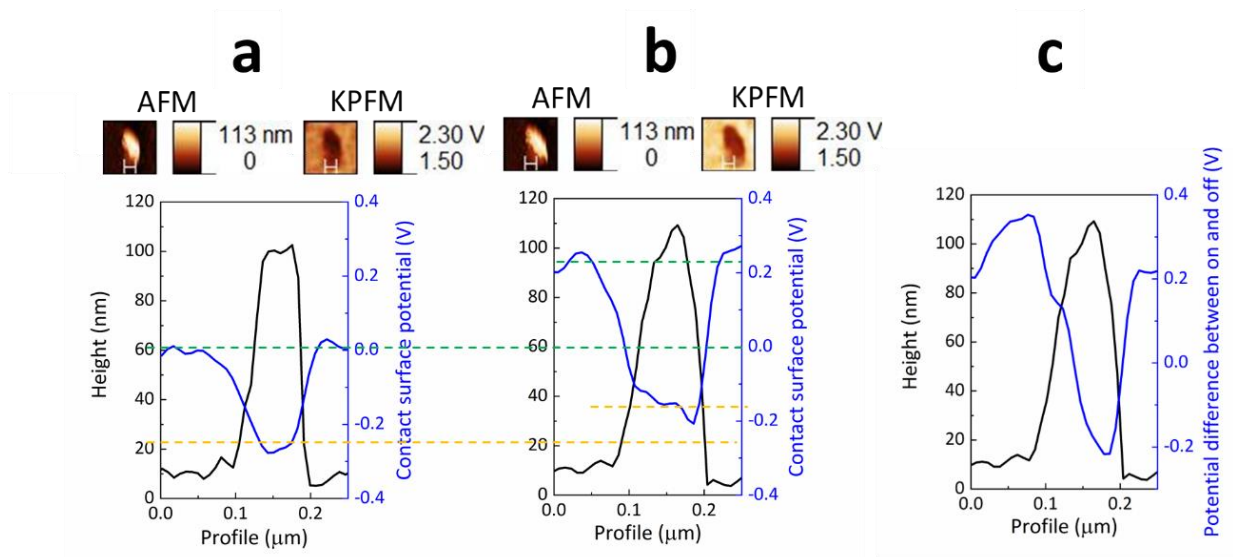 a
AFM KPFM
113 nm
0
2.30 V
1.50
Height (nm)
120
100
80
60
40
20
0
0.4
0.2
0.0
-0.2
-0.4
Contact surface potential (V)
0.0 0.1 0.2
Profile (μm)
b
AFM KPFM
113 nm
0
2.30 V
1.50
120
100
80
60
40
20
0
0.4
0.2
0.0
-0.2
-0.4
Contact surface potential (V)
0.0 0.1 0.2
Profile (μm)
c
Height (nm)
120
100
80
60
40
20
0
0.4
0.2
0.0
-0.2
Potential difference between on and off (V)
0.0 0.1 0.2
Profile (μm)